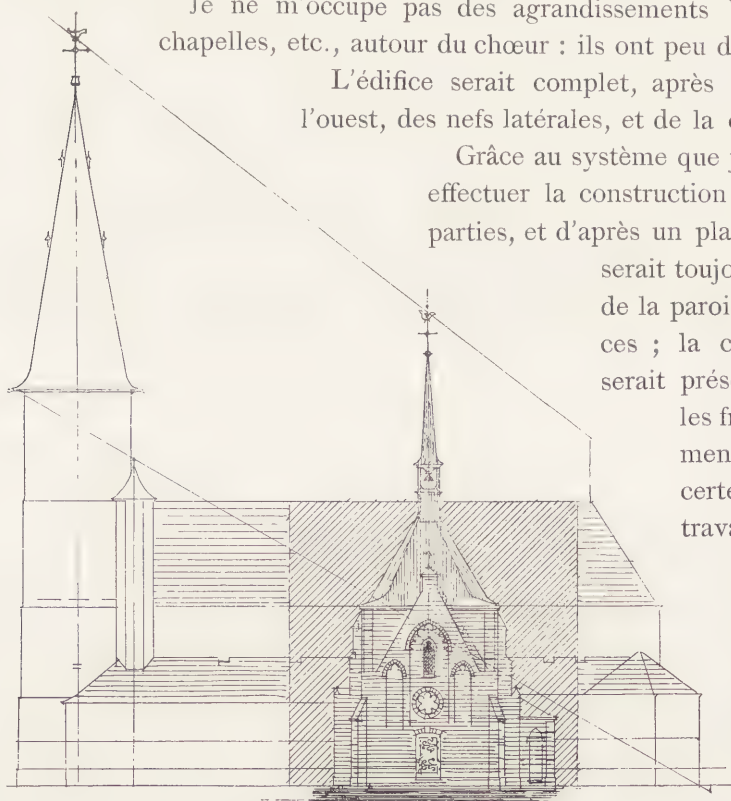 Je ne m'occupe pas des agrandissements
chapelles, etc., autour du chœur : ils ont peu d
L'édifice serait complet, après
l'ouest, des nefs latérales, et de la
Grâce au système que j
effectuer la construction
parties, et d'après un pla
serait toujo
de la paroi
ces ; la c
serait prés
les fr
men
certe
trava